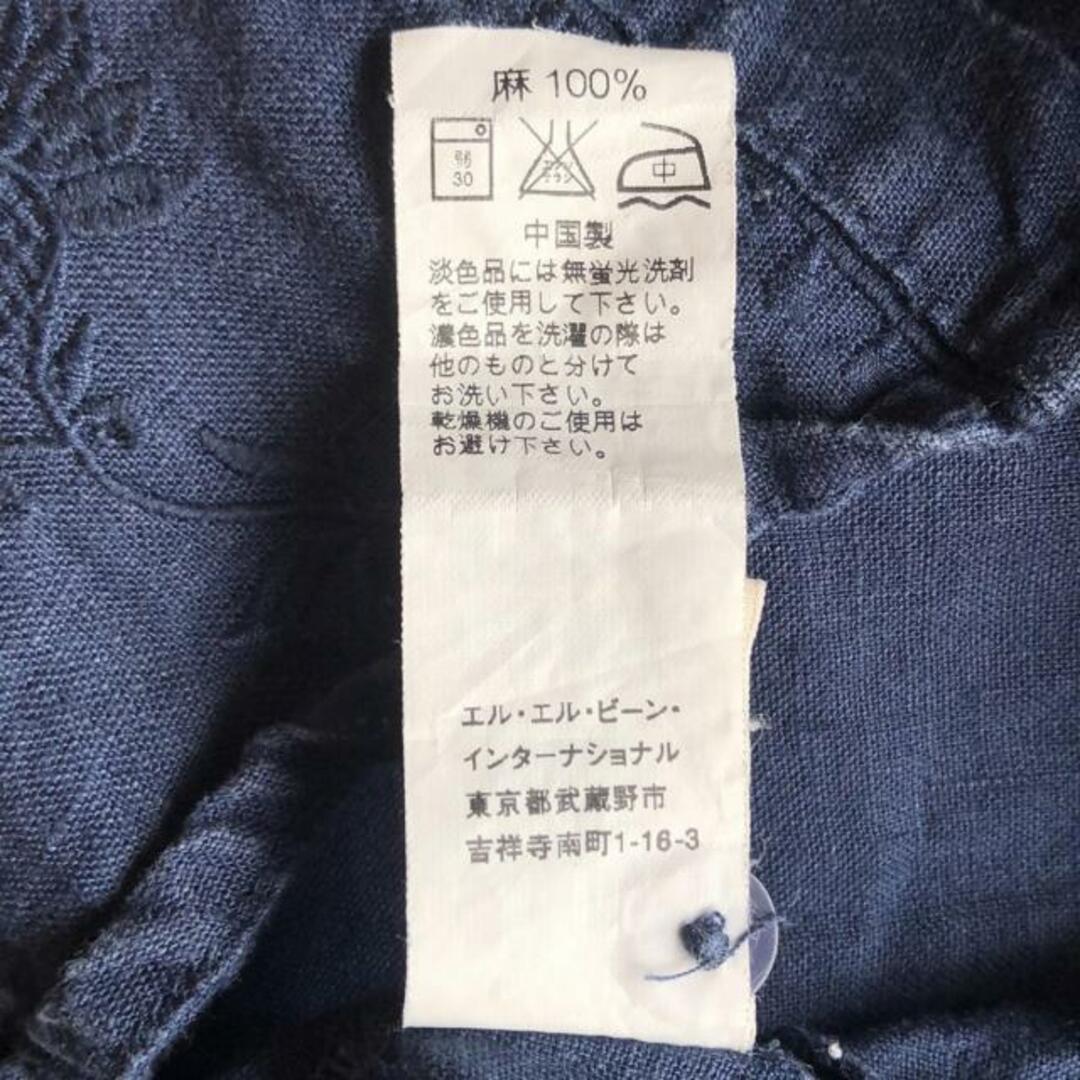 麻 100%
弱
30
中
中国製
淡色品には無蛍光洗剤
をご使用して下さい。
濃色品を洗濯の際は
他のものと分けて
お洗い下さい。
乾燥機のご使用は
お避け下さい。
エル・エル・ビーン・
インターナショナル
東京都武蔵野市
吉祥寺南町1-16-3